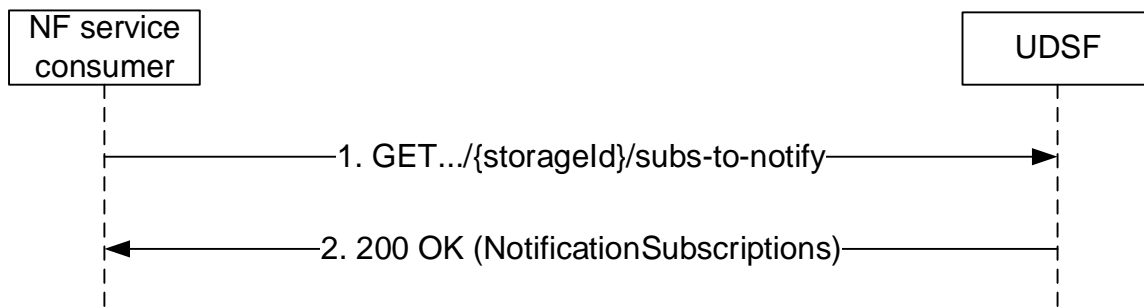 NF service
consumer
UDSF
1. GET.../{storageId}/subs-to-notify
2. 200 OK (NotificationSubscriptions)